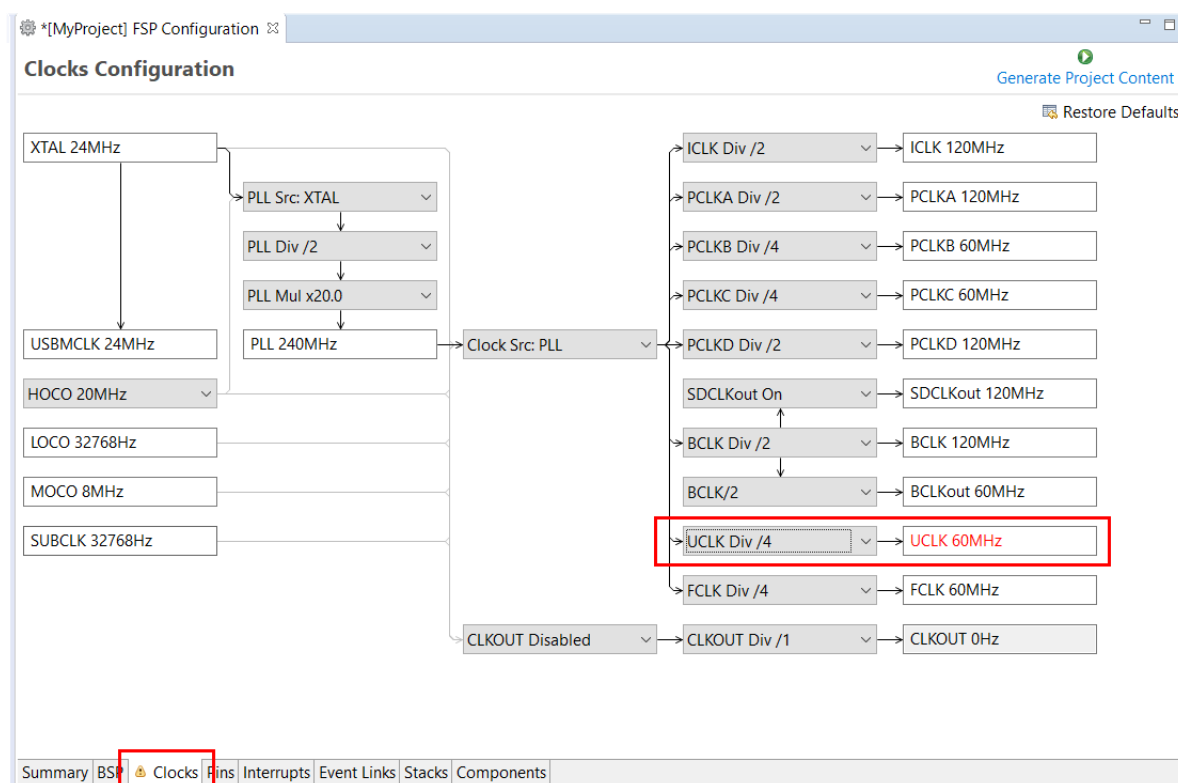 *[MyProject] FSP Configuration
Clocks Configuration
Generate Project Content
Restore Defaults
XTAL 24MHz
ICLK Div /2
ICLK 120MHz
PLL Src: XTAL
PCLKA Div /2
PCLKA 120MHz
PLL Div /2
PCLKB Div /4
PCLKB 60MHz
PLL Mul x20.0
PCLKC Div /4
PCLKC 60MHz
USBMCLK 24MHz
PLL 240MHz
Clock Src: PLL
PCLKD Div /2
PCLKD 120MHz
HOCO 20MHz
SDCLKout On
SDCLKout 120MHz
LOCO 32768Hz
BCLK Div /2
BCLK 120MHz
MOCO 8MHz
BCLK/2
BCLKout 60MHz
SUBCLK 32768Hz
UCLK Div /4
UCLK 60MHz
FCLK Div /4
FCLK 60MHz
CLKOUT Disabled
CLKOUT Div /1
CLKOUT 0Hz
Summary BSP Clocks Pins Interrupts Event Links Stacks Components